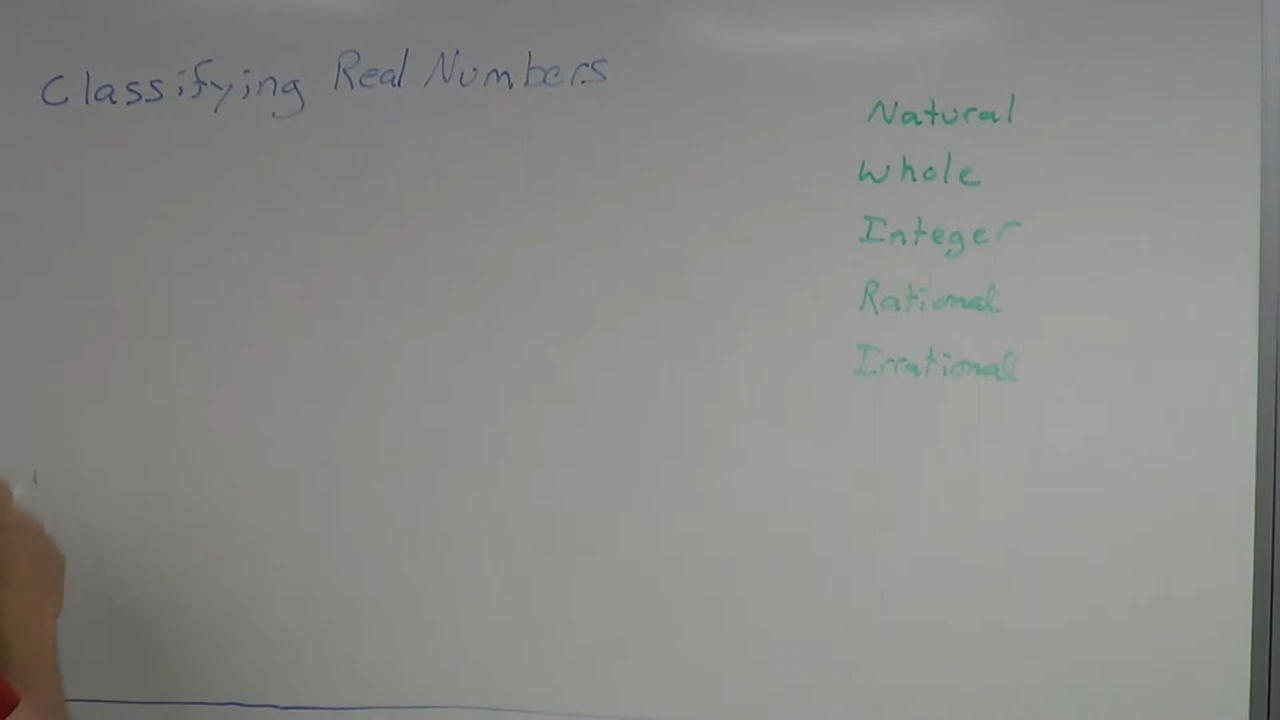 Classifying Real Numbers
Natural
Whole
Integer
Rational
Irrational